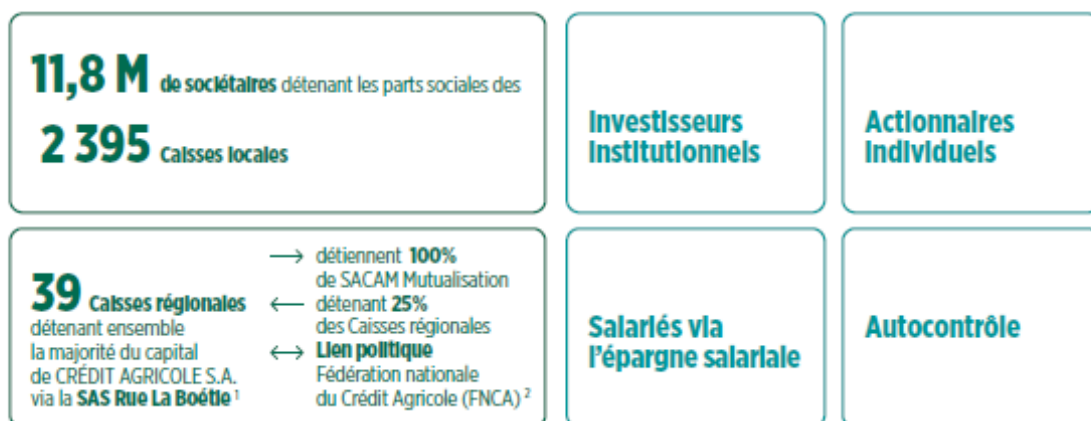 11,8 M de sociétaires détenant les parts sociales des
2 395 Caisses locales
Investisseurs
institutionnels
Actionnaires
individuels
39 Caisses régionales
détenant ensemble
la majorité du capital
de CRÉDIT AGRICOLE S.A.
via la SAS Rue La Boétie 1
→ détiennent 100%
de SACAM Mutualisation
← détenant 25%
des Caisses régionales
↔ Lien politique
Fédération nationale
du Crédit Agricole (FNCA) 2
Salariés via
l'épargne salariale
Autocontrôle